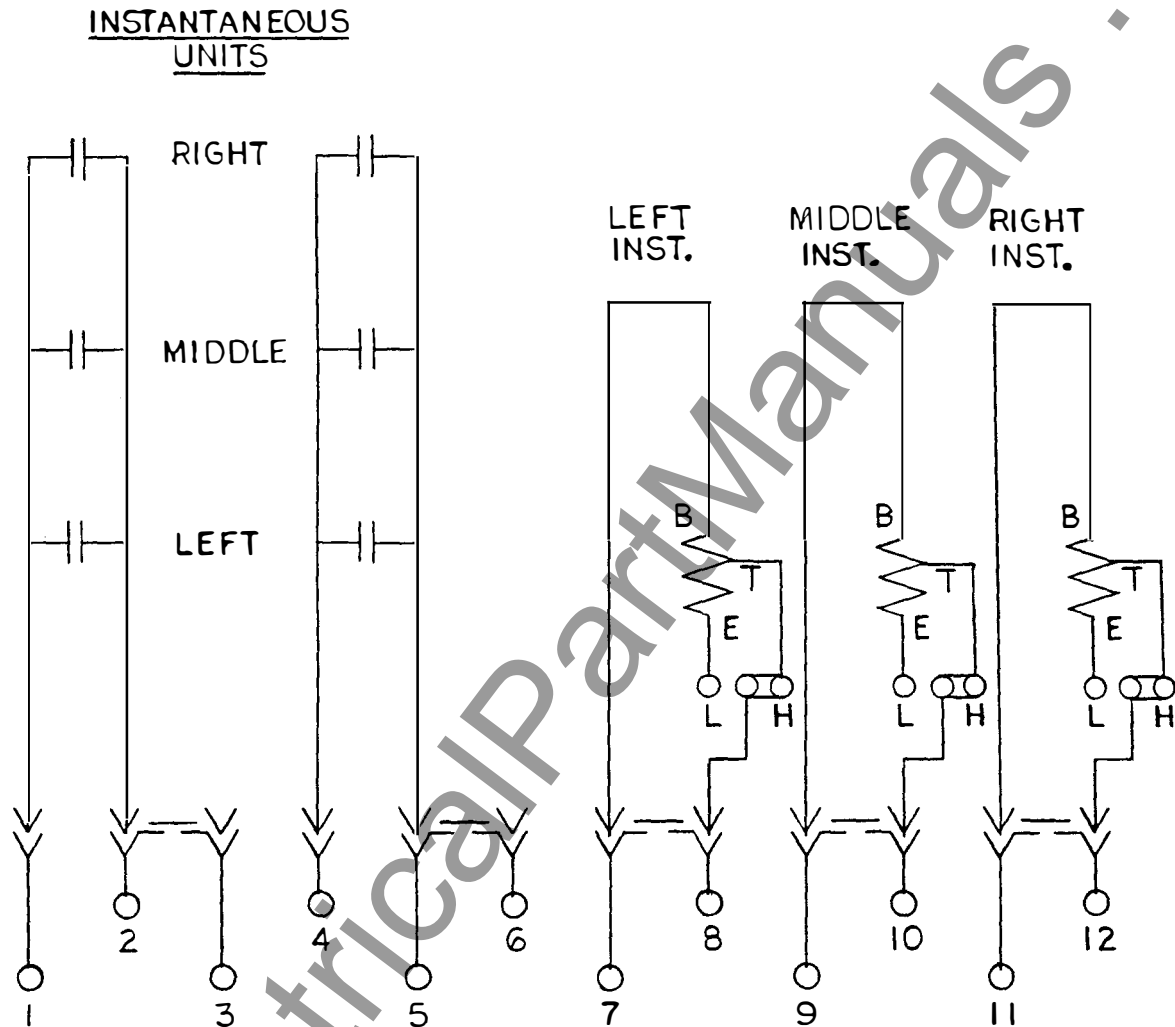 INSTANTANEOUS
UNITS
RIGHT
MIDDLE
LEFT
LEFT
INST.
MIDDLE
INST.
RIGHT
INST.
B
T
E
L
H
B
T
E
L
H
B
T
E
L
H
1
2
3
4
5
6
7
8
9
10
11
12
tricalPartManuals .